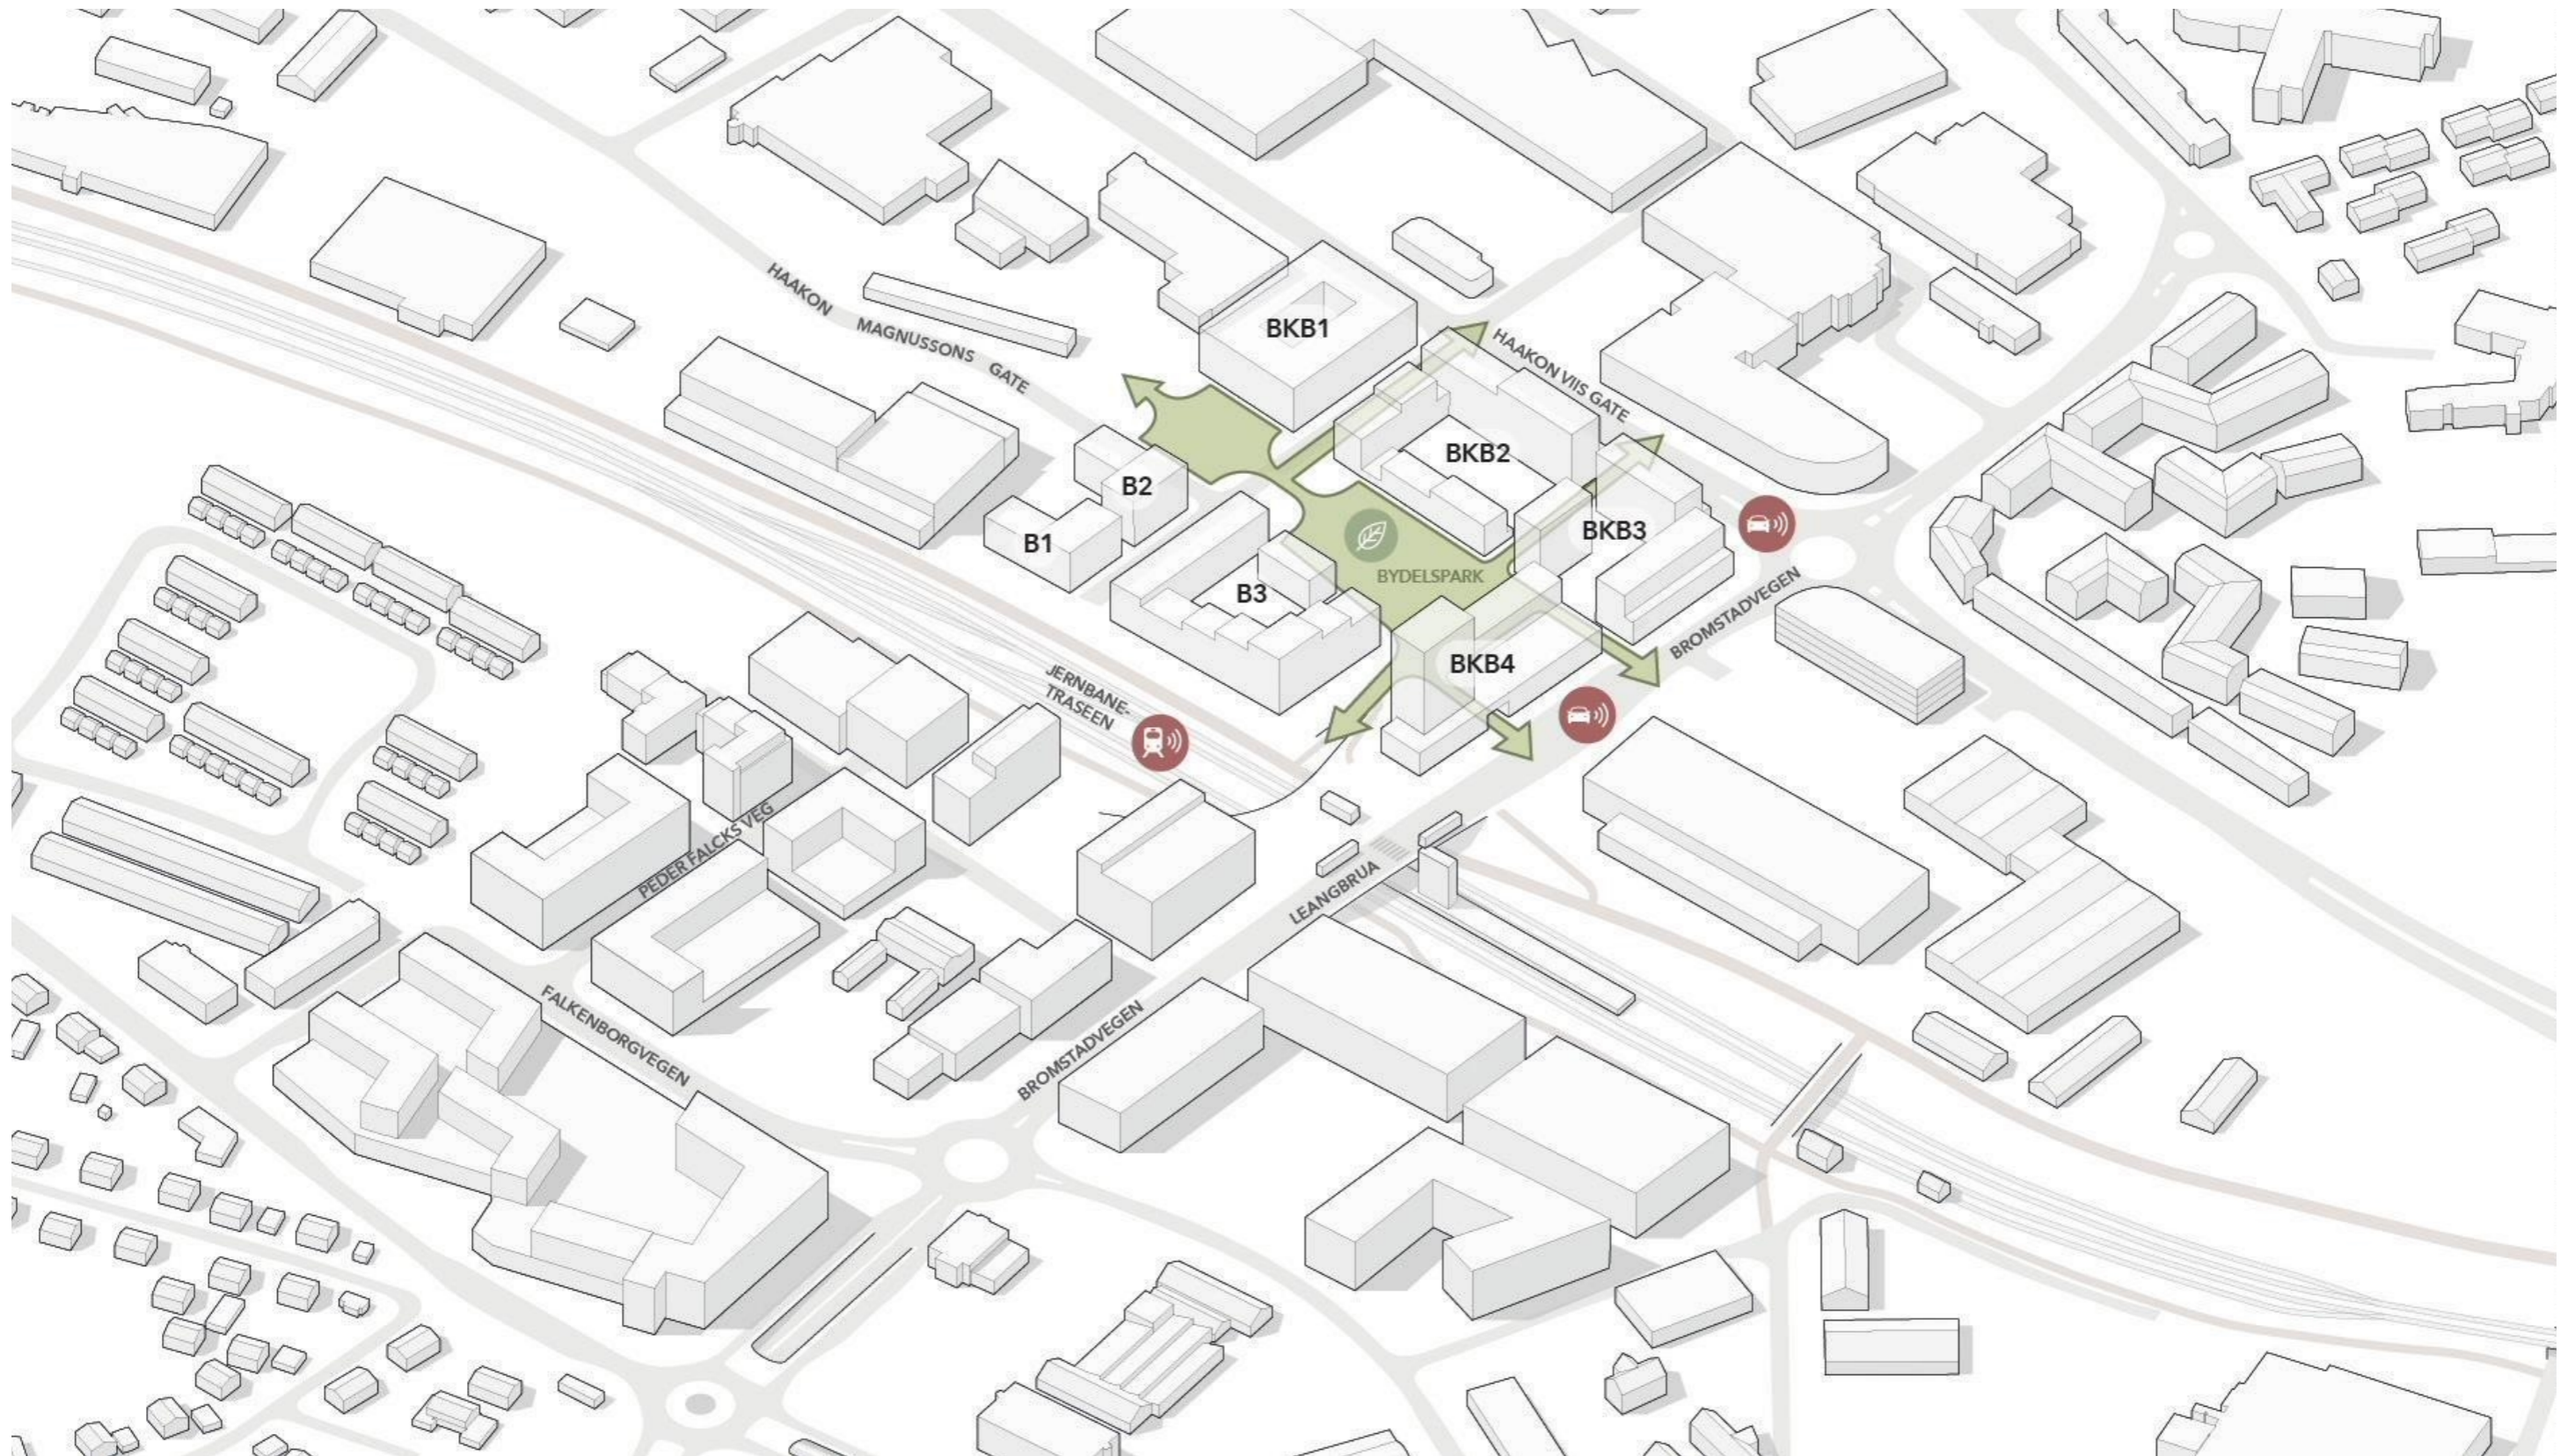 HAAKON MAGNUSSONS GATE
BKB1
HAAKON VIIS GATE
BKB2
B2
BKB3
B1
BYDELSPARK
B3
BROMSTADVEGEN
BKB4
JERNBANE-
TRASEEN
PEDER FALCKS VEG
LEANGBRUA
FALKENBORGVEGEN
BROMSTADVEGEN